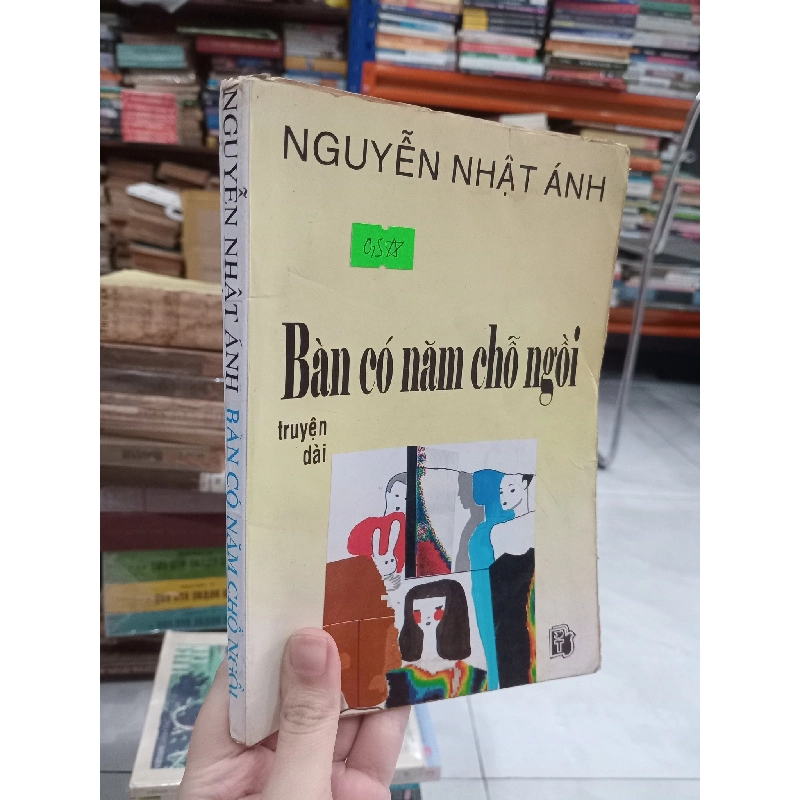 NGUYỄN NHẬT ÁNH
Bàn có năm chỗ ngồi
truyện
dài
NGUYỄN NHẬT ÁNH BÀN CÓ NĂM CHỖ NGỒI